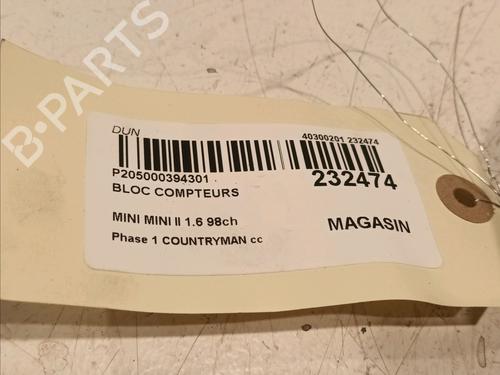 B-PARTS
DUN
40300201 232474
P205000394301
232474
BLOC COMPTEURS
MINI MINI II 1.6 98ch
MAGASIN
Phase 1 COUNTRYMAN cc